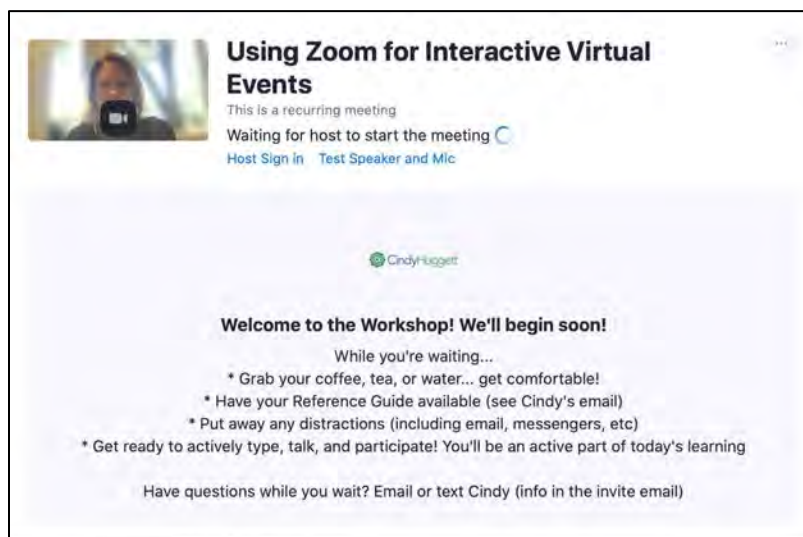 Using Zoom for Interactive Virtual
Events
This is a recurring meeting
Waiting for host to start the meeting
Host Sign in Test Speaker and Mic
CindyHuggett
Welcome to the Workshop! We'll begin soon!
While you're waiting...
* Grab your coffee, tea, or water... get comfortable!
* Have your Reference Guide available (see Cindy's email)
* Put away any distractions (including email, messengers, etc)
* Get ready to actively type, talk, and participate! You'll be an active part of today's learning
Have questions while you wait? Email or text Cindy (info in the invite email)